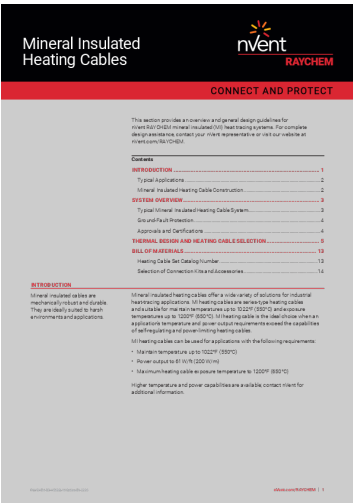 Mineral Insulated
Heating Cables
nVent
RAYCHEM
CONNECT AND PROTECT
This section provides an overview and general design guidelines for
nVent RAYCHEM mineral insulated (MI) heat tracing systems. For complete
design assistance, contact your nVent representative or visit our website at
nVent.com/RAYCHEM.
Contents
INTRODUCTION ........ 1
Typical Applications ........ 2
Mineral Insulated Heating Cable Construction ........ 2
SYSTEM OVERVIEW ........ 3
Typical Mineral Insulated Heating Cable System ........ 3
Ground-Fault Protection ........ 4
Approvals and Certifications ........ 4
THERMAL DESIGN AND HEATING CABLE SELECTION ........ 5
BILL OF MATERIALS ........ 13
Heating Cable Set Catalog Number ........ 13
Selection of Connection Kits and Accessories ........ 14
INTRODUCTION
Mineral insulated cables are
mechanically robust and durable.
They are ideally suited to harsh
environments and applications.
Mineral insulated heating cables offer a wide variety of solutions for industrial
heat-tracing applications. MI heating cables are series-type heating cables
and suitable for maintain temperatures up to 1022°F (550°C) and exposure
temperatures up to 1200°F (650°C). MI heating cable is the ideal choice when an
application's temperature and power output requirements exceed the capabilities
of self-regulating and power-limiting heating cables.
MI heating cables can be used for applications with the following requirements:
• Maintain temperature up to 1022°F (550°C)
• Power output to 61 W/ft (200 W/m)
• Maximum heating cable exposure temperature to 1200°F (650°C)
Higher temperature and power capabilities are available; contact nVent for
additional information.
nVent.com/RAYCHEM | 1